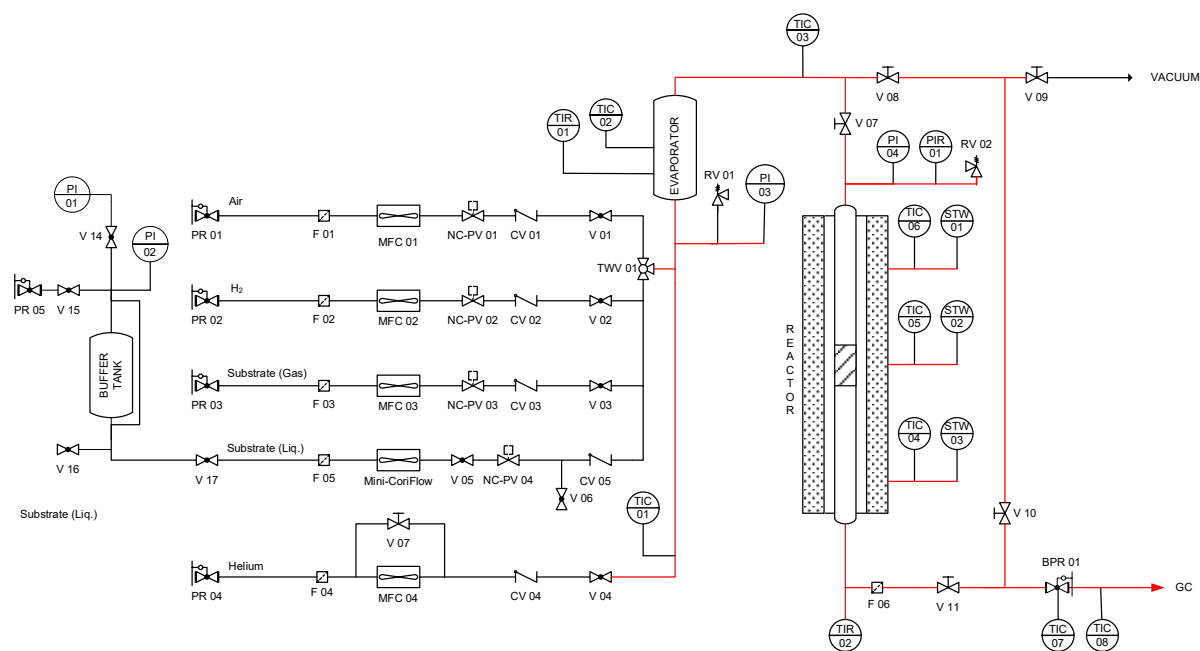 TIC
03
VACUUM
V 08
V 09
TIR
01
TIC
02
EVAPORATOR
V 07
PI
04
PIR
01
RV 02
RV 01
PI
03
PI
01
V 14
PI
02
Air
PR 01
F 01
MFC 01
NC-PV 01
CV 01
V 01
TWV 01
TIC
06
STW
01
PR 05
V 15
H₂
PR 02
F 02
MFC 02
NC-PV 02
CV 02
V 02
BUFFER
TANK
REACTOR
TIC
05
STW
02
Substrate (Gas)
PR 03
F 03
MFC 03
NC-PV 03
CV 03
V 03
TIC
04
STW
03
V 16
Substrate (Liq.)
V 17
F 05
Mini-CoriFlow
V 05
NC-PV 04
V 06
CV 05
Substrate (Liq.)
TIC
01
V 10
V 07
Helium
PR 04
F 04
MFC 04
CV 04
V 04
F 06
V 11
BPR 01
GC
TIR
02
TIC
07
TIC
08